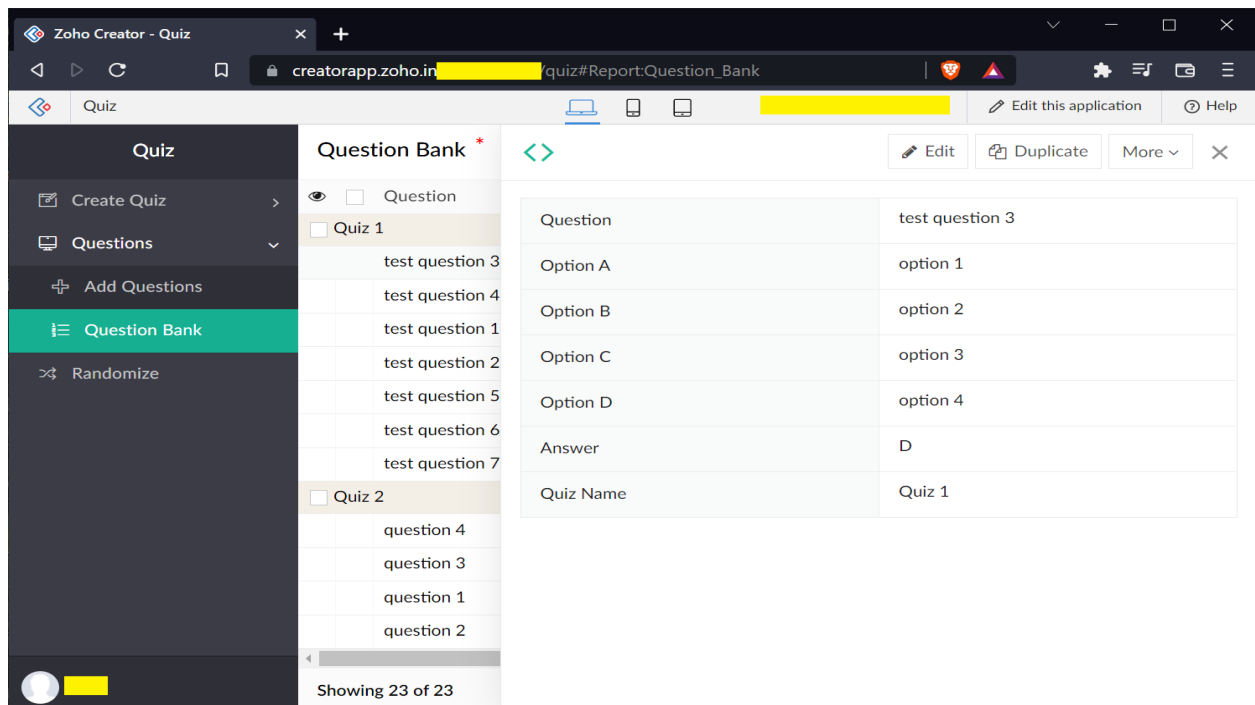 Zoho Creator - Quiz
creatorapp.zoho.in /quiz#Report:Question_Bank
Quiz
Edit this application
Help
Quiz
Create Quiz
Questions
Add Questions
Question Bank
Randomize
Question Bank *
Question
Quiz 1
test question 3
test question 4
test question 1
test question 2
test question 5
test question 6
test question 7
Quiz 2
question 4
question 3
question 1
question 2
Showing 23 of 23
Edit
Duplicate
More
Question test question 3
Option A option 1
Option B option 2
Option C option 3
Option D option 4
Answer D
Quiz Name Quiz 1